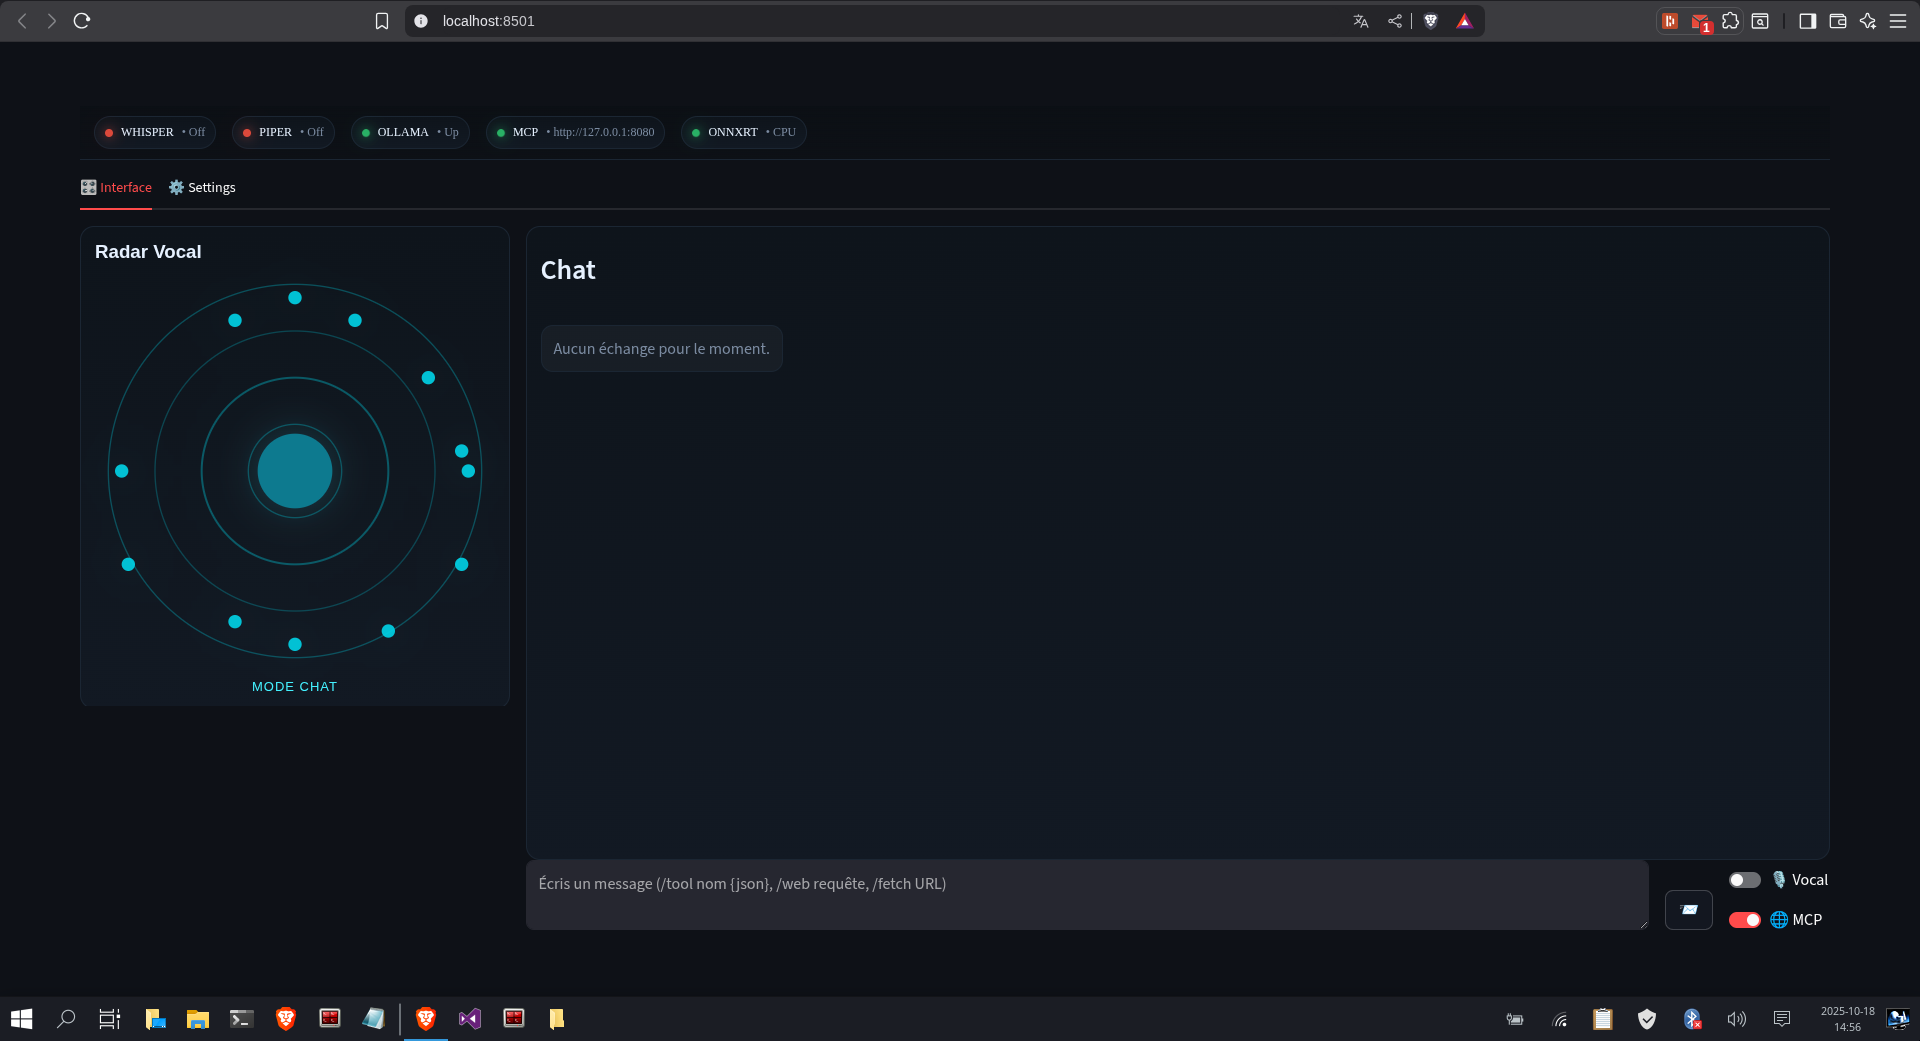 localhost:8501
1
WHISPER • Off
PIPER • Off
OLLAMA • Up
MCP • http://127.0.0.1:8080
ONNXRT • CPU
Interface
Settings
Radar Vocal
MODE CHAT
Chat
Aucun échange pour le moment.
Écris un message (/tool nom {json}, /web requête, /fetch URL)
Vocal
MCP
2025-10-18
14:56